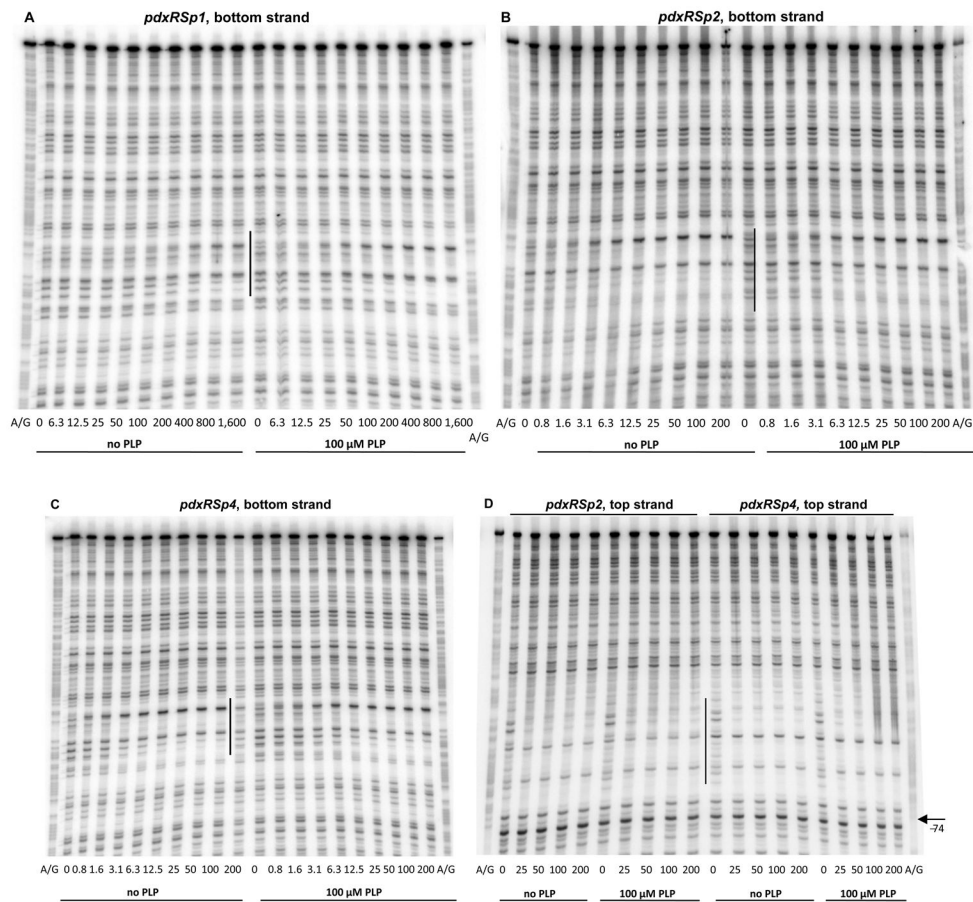 A
pdxRSp1, bottom strand
A/G 0 6.3 12.5 25 50 100 200 400 800 1,600 0 6.3 12.5 25 50 100 200 400 800 1,600 A/G
no PLP 100 µM PLP
B
pdxRSp2, bottom strand
A/G 0 0.8 1.6 3.1 6.3 12.5 25 50 100 200 0 0.8 1.6 3.1 6.3 12.5 25 50 100 200 A/G
no PLP 100 µM PLP
C
pdxRSp4, bottom strand
A/G 0 0.8 1.6 3.1 6.3 12.5 25 50 100 200 0 0.8 1.6 3.1 6.3 12.5 25 50 100 200 A/G
no PLP 100 µM PLP
D
pdxRSp2, top strand pdxRSp4, top strand
-74
A/G 0 25 50 100 200 0 25 50 100 200 0 25 50 100 200 0 25 50 100 200 A/G
no PLP 100 µM PLP no PLP 100 µM PLP